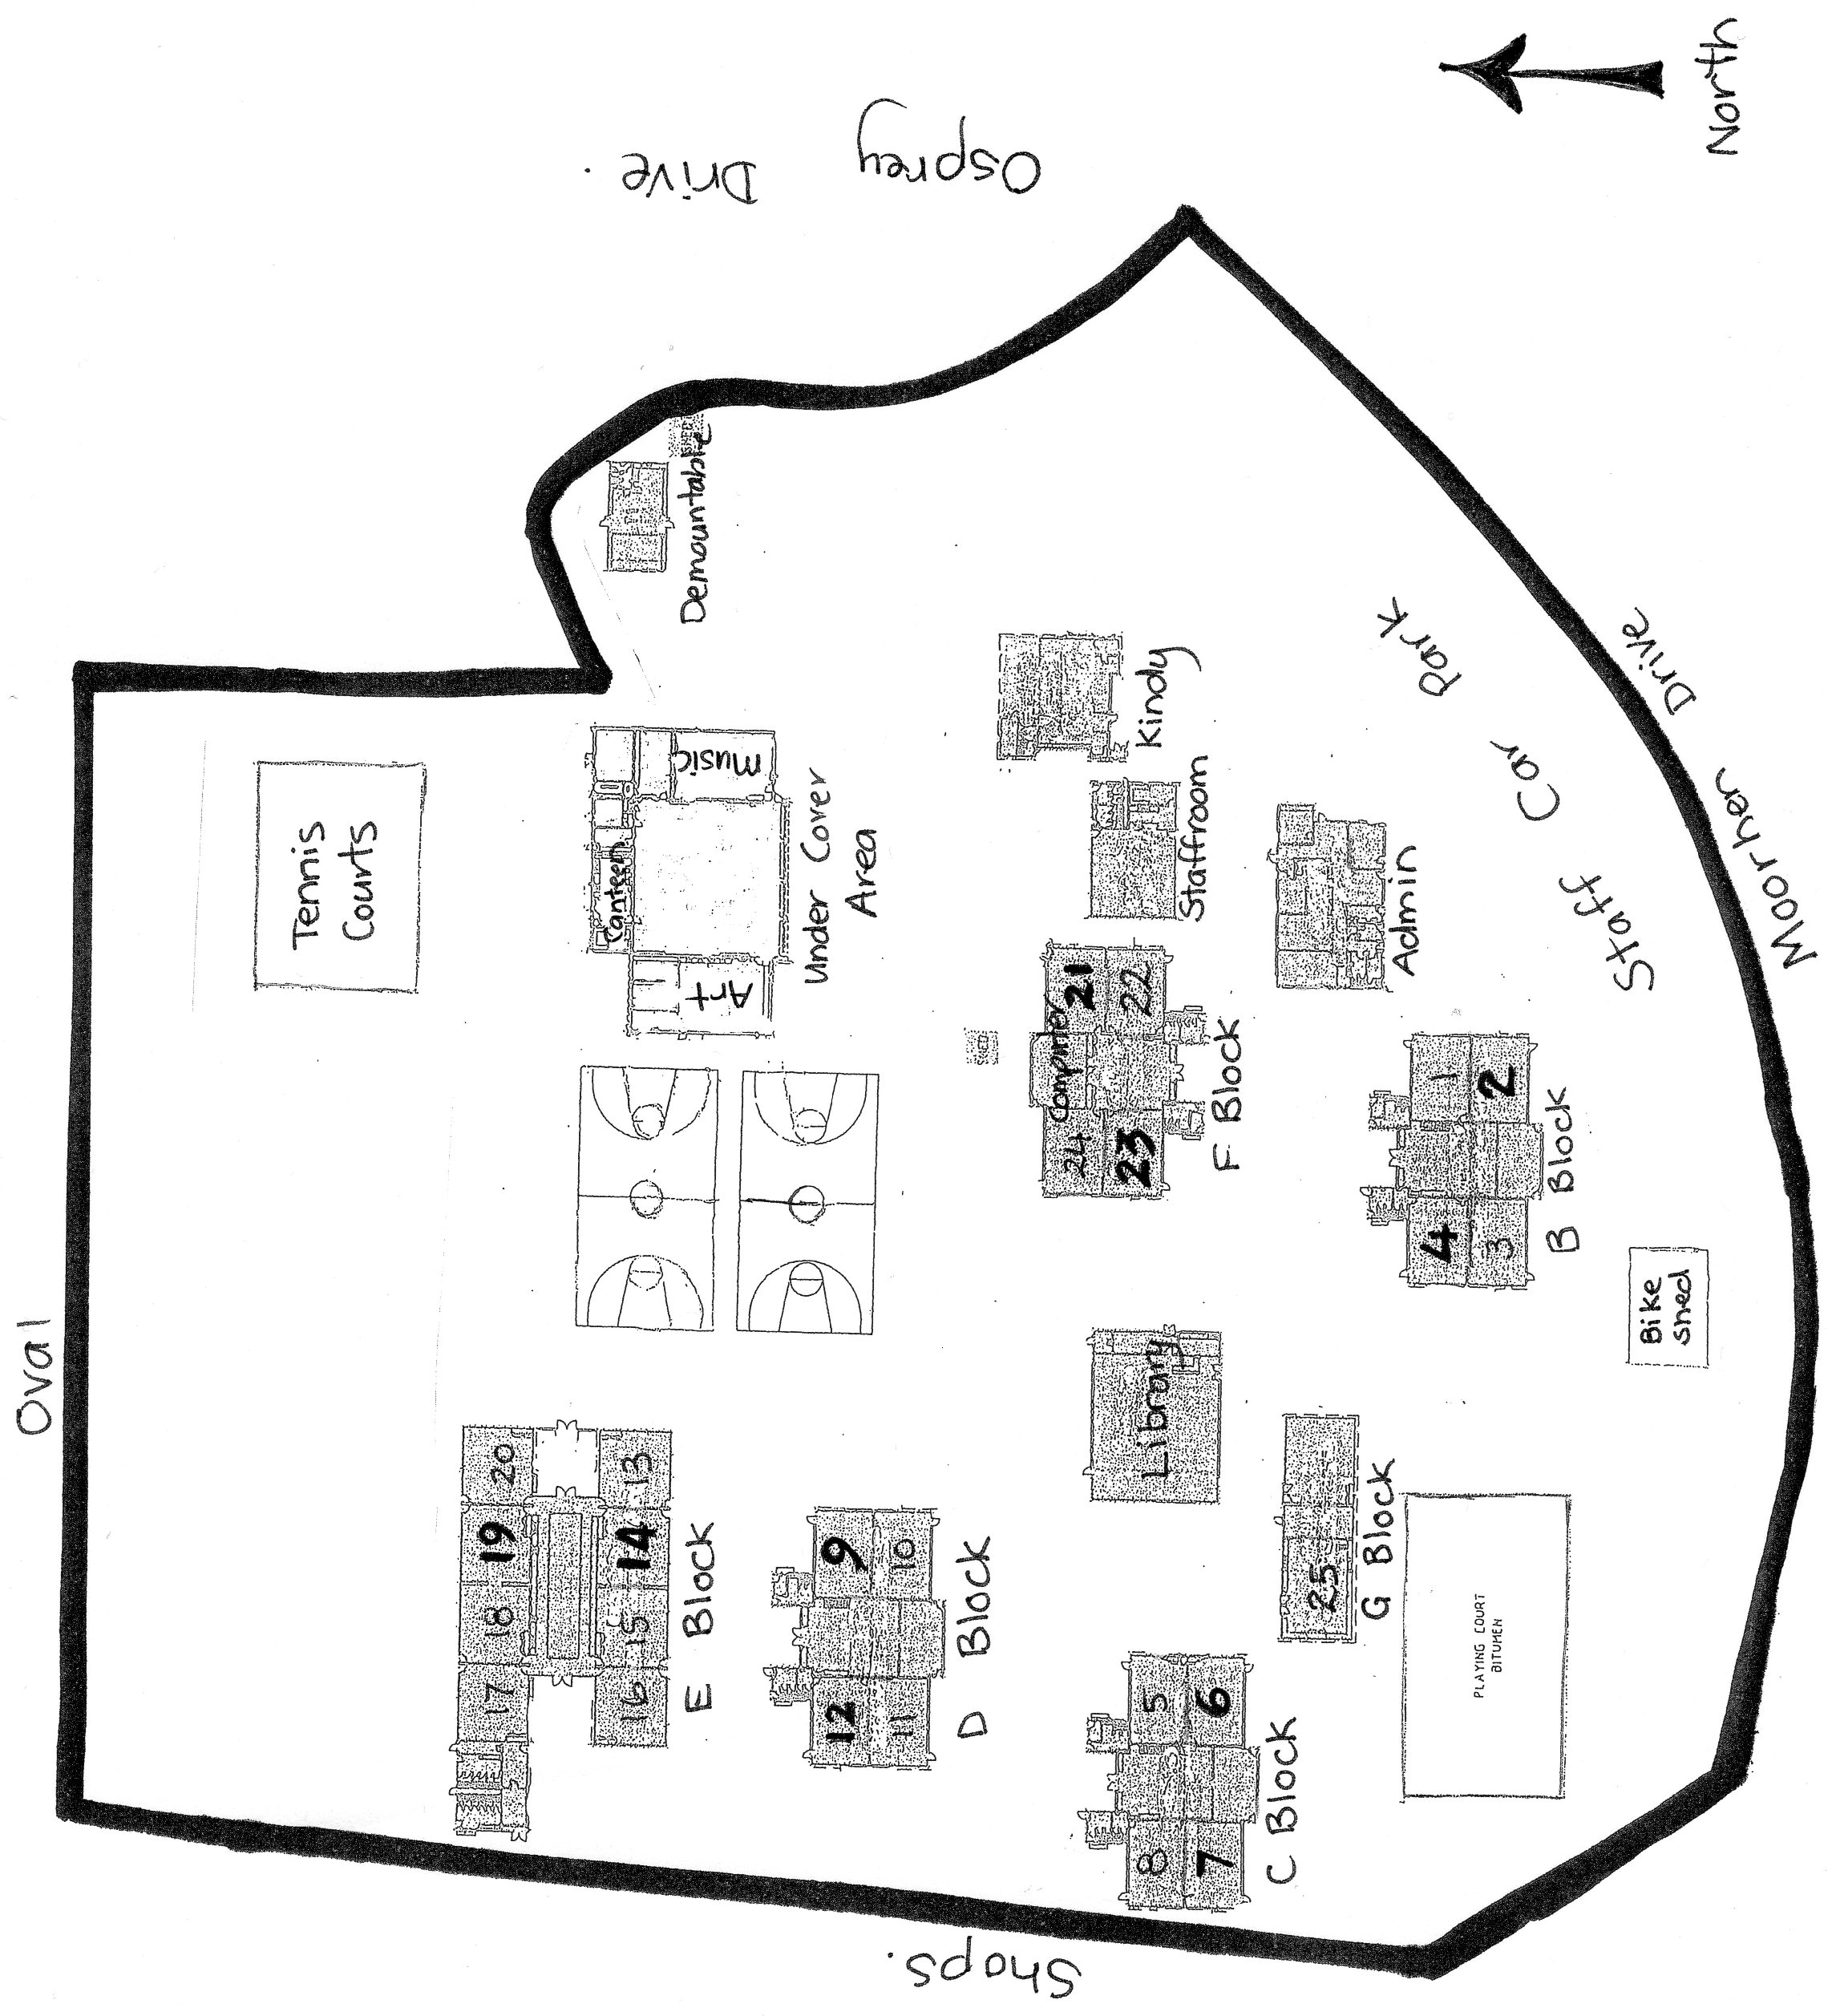 North
Osprey
Drive.
Oval
Tennis
Courts
Demountable
Music
Canteen
Art
Under Cover
Area
Kindy
Staffroom
Admin
Staff Car Park
Moorhen Drive
21
22
Computer
24
23
F Block
1
2
4
3
B Block
Bike
shed
Library
20
13
19
14
18
15
17
16
E Block
9
10
12
11
D Block
25
G Block
PLAYING COURT
BITUMEN
5
6
8
7
C Block
Shops.